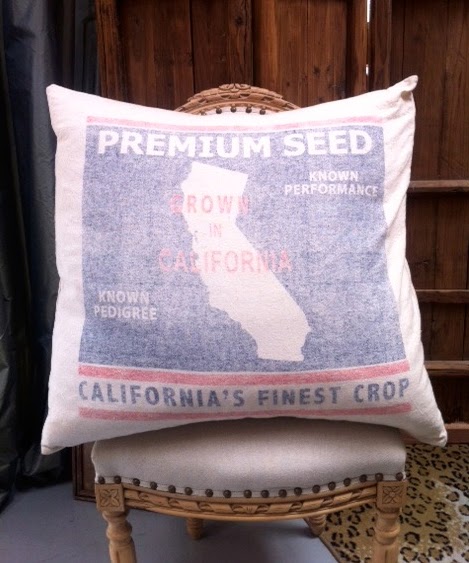 PREMIUM SEED
KNOWN
PERFORMANCE
GROWN
IN
CALIFORNIA
KNOWN
PEDIGREE
CALIFORNIA'S FINEST CROP